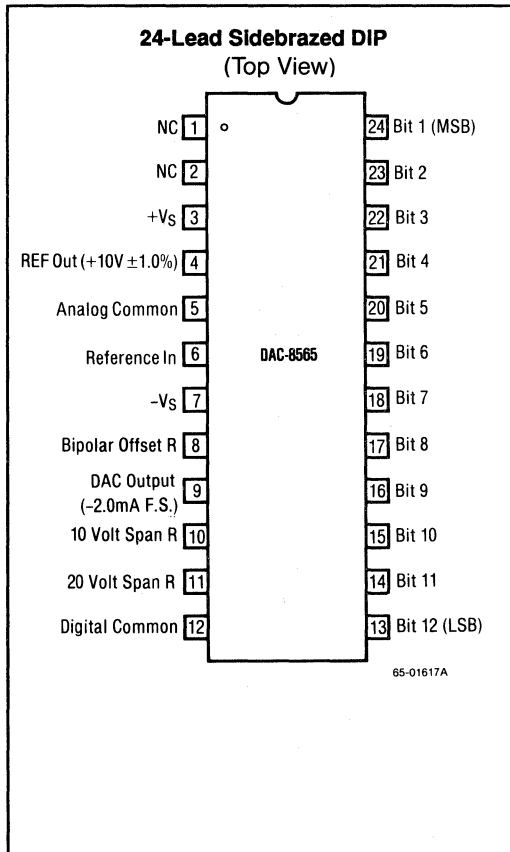 24-Lead Sidebrazed DIP
(Top View)
NC 1
24 Bit 1 (MSB)
NC 2
23 Bit 2
+VS 3
22 Bit 3
REF Out (+10V ±1.0%) 4
21 Bit 4
Analog Common 5
20 Bit 5
Reference In 6
DAC-8565
19 Bit 6
-VS 7
18 Bit 7
Bipolar Offset R 8
17 Bit 8
DAC Output
(-2.0mA F.S.) 9
16 Bit 9
10 Volt Span R 10
15 Bit 10
20 Volt Span R 11
14 Bit 11
Digital Common 12
13 Bit 12 (LSB)
65-01617A